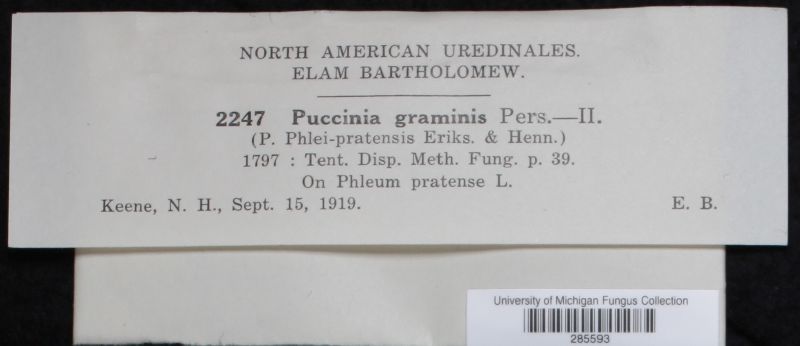 NORTH AMERICAN UREDINALES.
ELAM BARTHOLOMEW.
2247 Puccinia graminis Pers.—II.
(P. Phlei-pratensis Eriks. & Henn.)
1797 : Tent. Disp. Meth. Fung. p. 39.
On Phleum pratense L.
Keene, N. H., Sept. 15, 1919. E. B.
University of Michigan Fungus Collection
285593